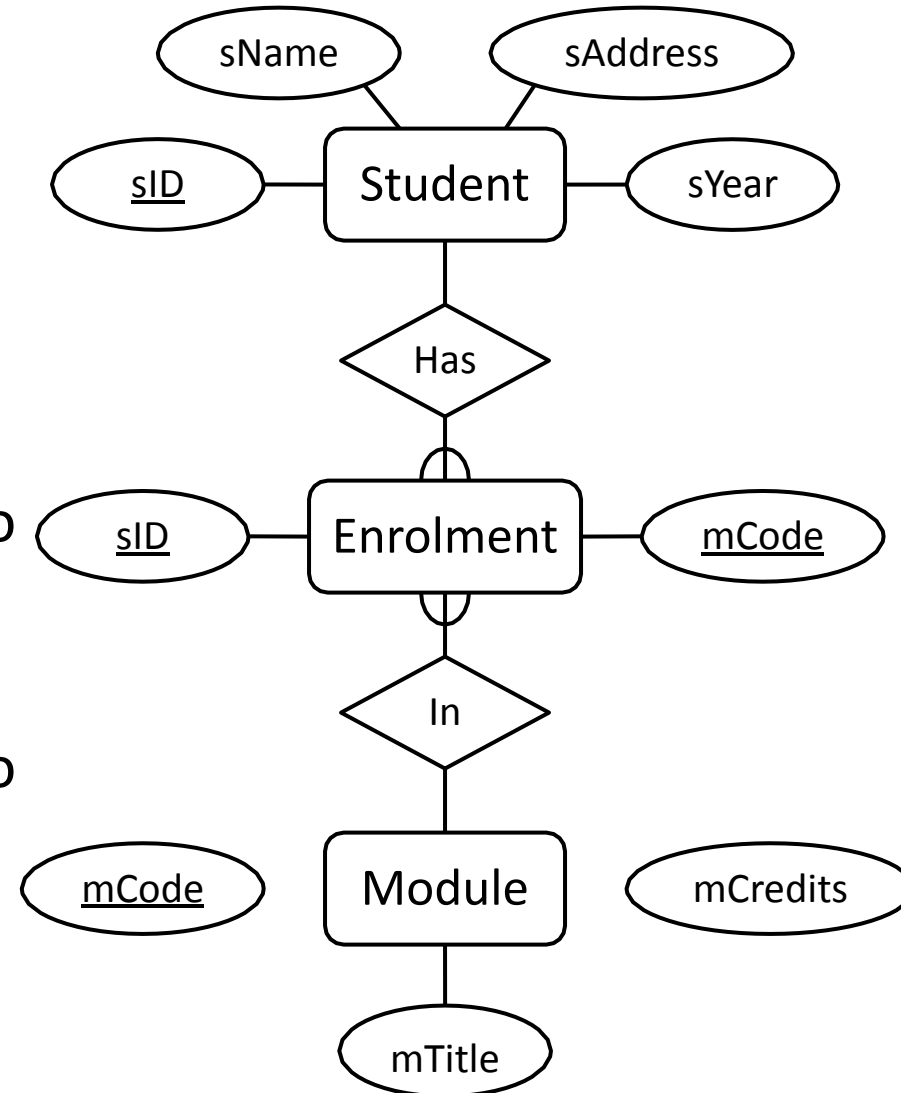 sName
sAddress
sID
Student
sYear
Has
sID
Enrolment
mCode
In
mCode
Module
mCredits
mTitle